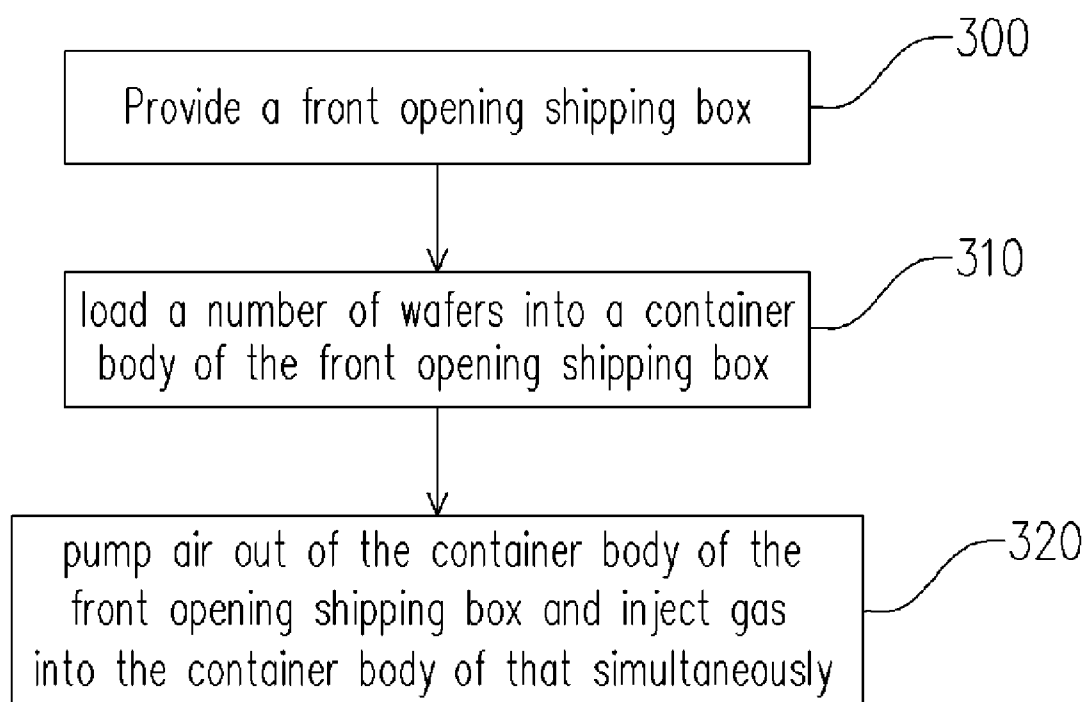 300
Provide a front opening shipping box
310
load a number of wafers into a container
body of the front opening shipping box
320
pump air out of the container body of the
front opening shipping box and inject gas
into the container body of that simultaneously